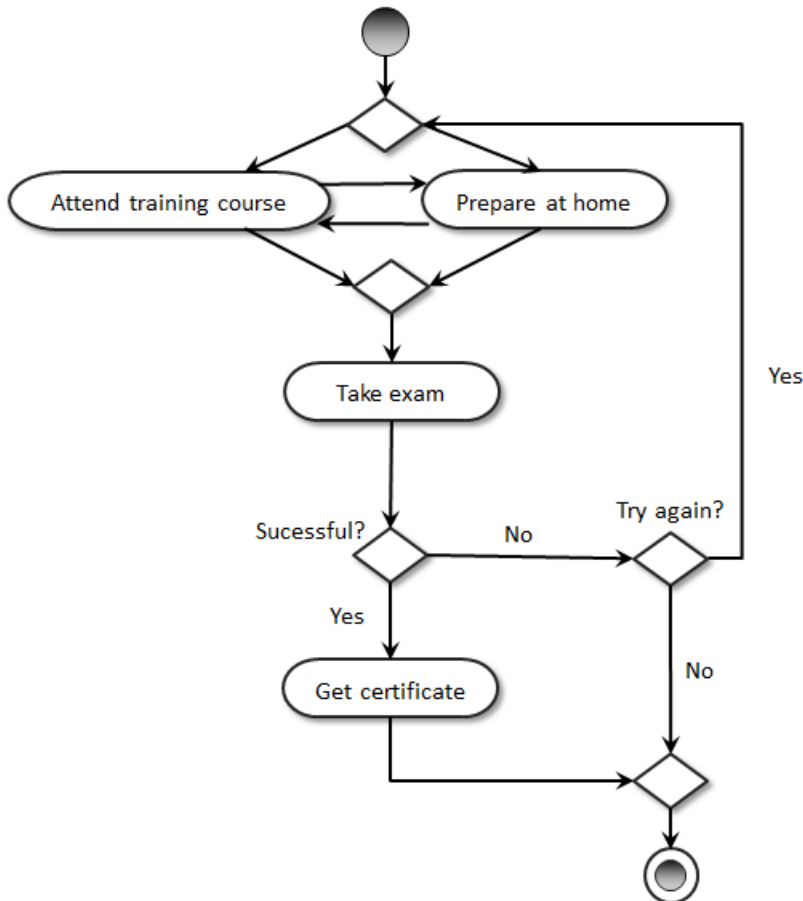 Attend training course
Prepare at home
Take exam
Yes
Sucessful?
No
Try again?
Yes
No
Get certificate